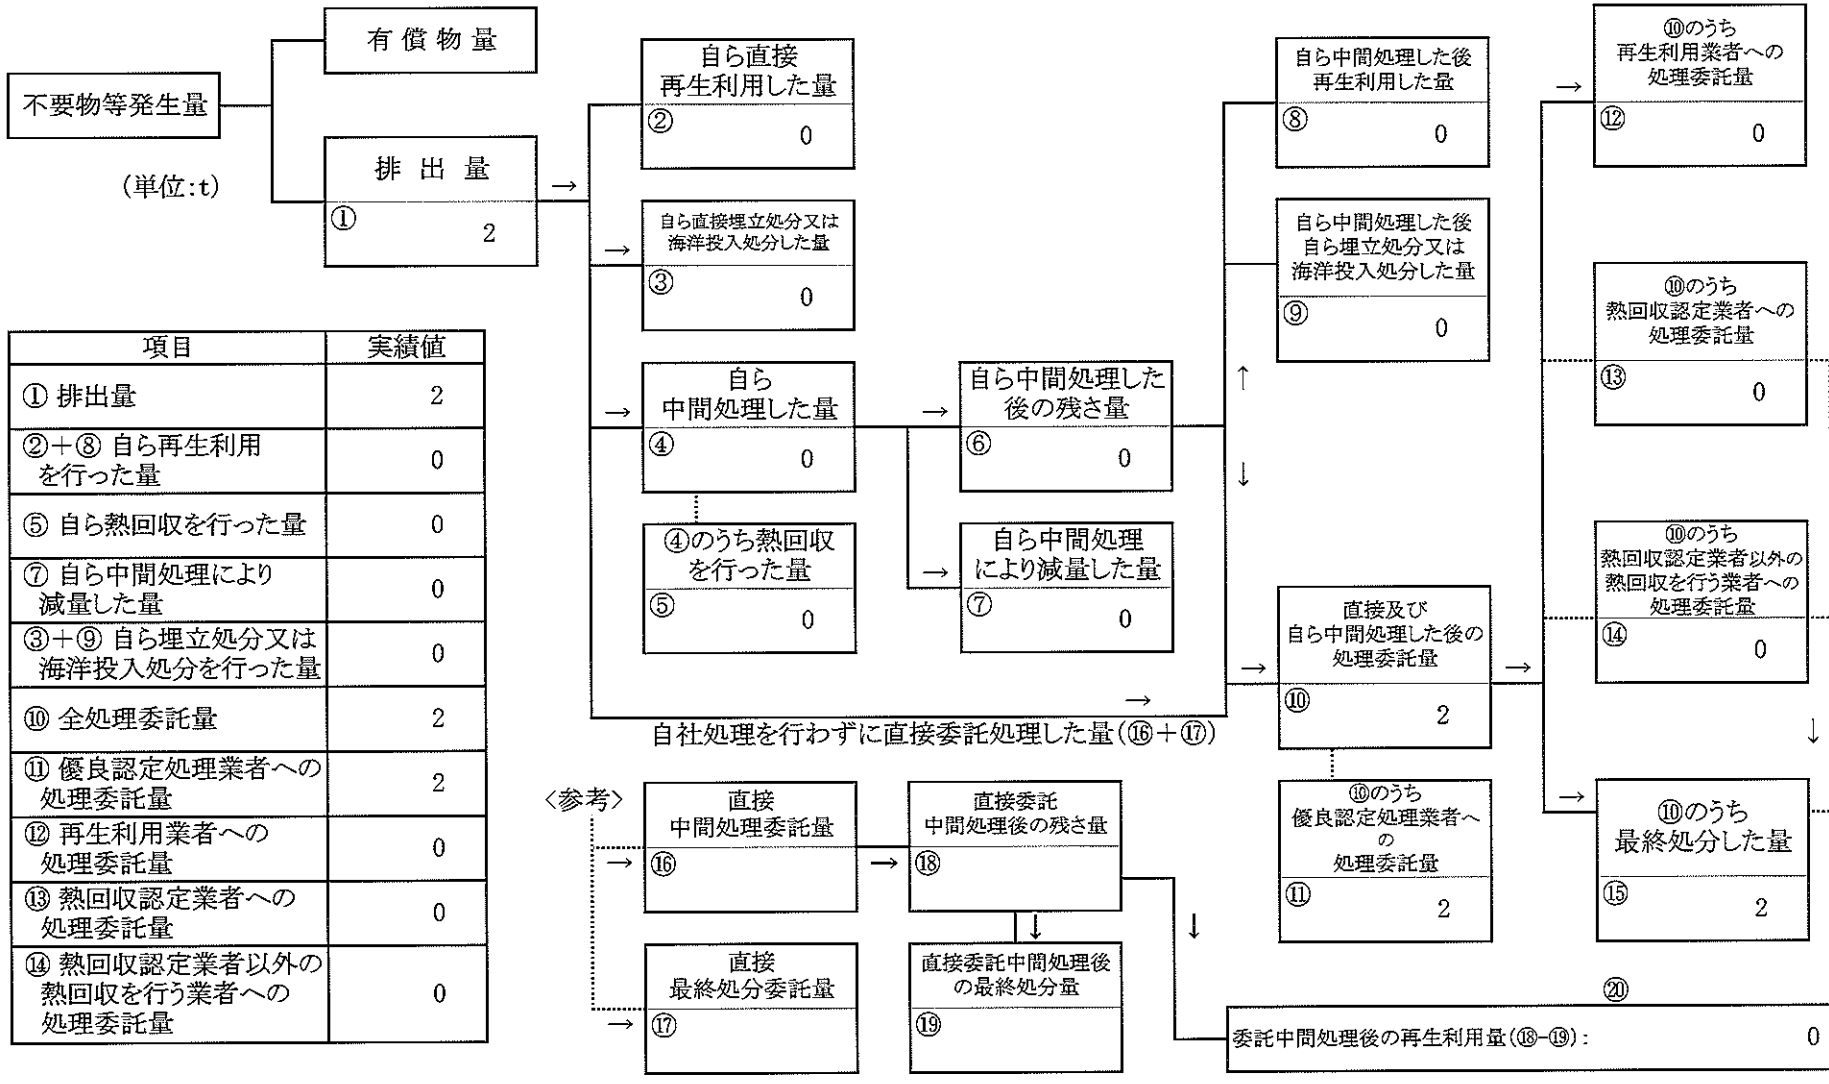 不要物等発生量
有償物量
排出量
①
2
(単位:t)
→
自ら直接
再生利用した量
②
0
→
自ら直接埋立処分又は
海洋投入処分した量
③
0
→
自ら
中間処理した量
④
0
④のうち熱回収
を行った量
⑤
0
→
自ら中間処理した
後の残さ量
⑥
0
→
自ら中間処理
により減量した量
⑦
0
自ら中間処理した後
再生利用した量
⑧
0
自ら中間処理した後
自ら埋立処分又は
海洋投入処分した量
⑨
0
↑
↓
→
直接及び
自ら中間処理した後の
処理委託量
⑩
2
→
⑩のうち
優良認定処理業者へ
の
処理委託量
⑪
2
→
⑩のうち
再生利用業者への
処理委託量
⑫
0
⑩のうち
熱回収認定業者への
処理委託量
⑬
0
⑩のうち
熱回収認定業者以外の
熱回収を行う業者への
処理委託量
⑭
0
↓
→
⑩のうち
最終処分した量
⑮
2
→
自社処理を行わずに直接委託処理した量(⑯+⑰)
〈参考〉
→
直接
中間処理委託量
⑯
→
直接委託
中間処理後の残さ量
⑱
↓
↓
→
直接
最終処分委託量
⑰
直接委託中間処理後
の最終処分量
⑲
⑳
委託中間処理後の再生利用量(⑱-⑲): 0
項目 実績値
① 排出量 2
②+⑧ 自ら再生利用
を行った量 0
⑤ 自ら熱回収を行った量 0
⑦ 自ら中間処理により
減量した量 0
③+⑨ 自ら埋立処分又は
海洋投入処分を行った量 0
⑩ 全処理委託量 2
⑪ 優良認定処理業者への
処理委託量 2
⑫ 再生利用業者への
処理委託量 0
⑬ 熱回収認定業者への
処理委託量 0
⑭ 熱回収認定業者以外の
熱回収を行う業者への
処理委託量 0